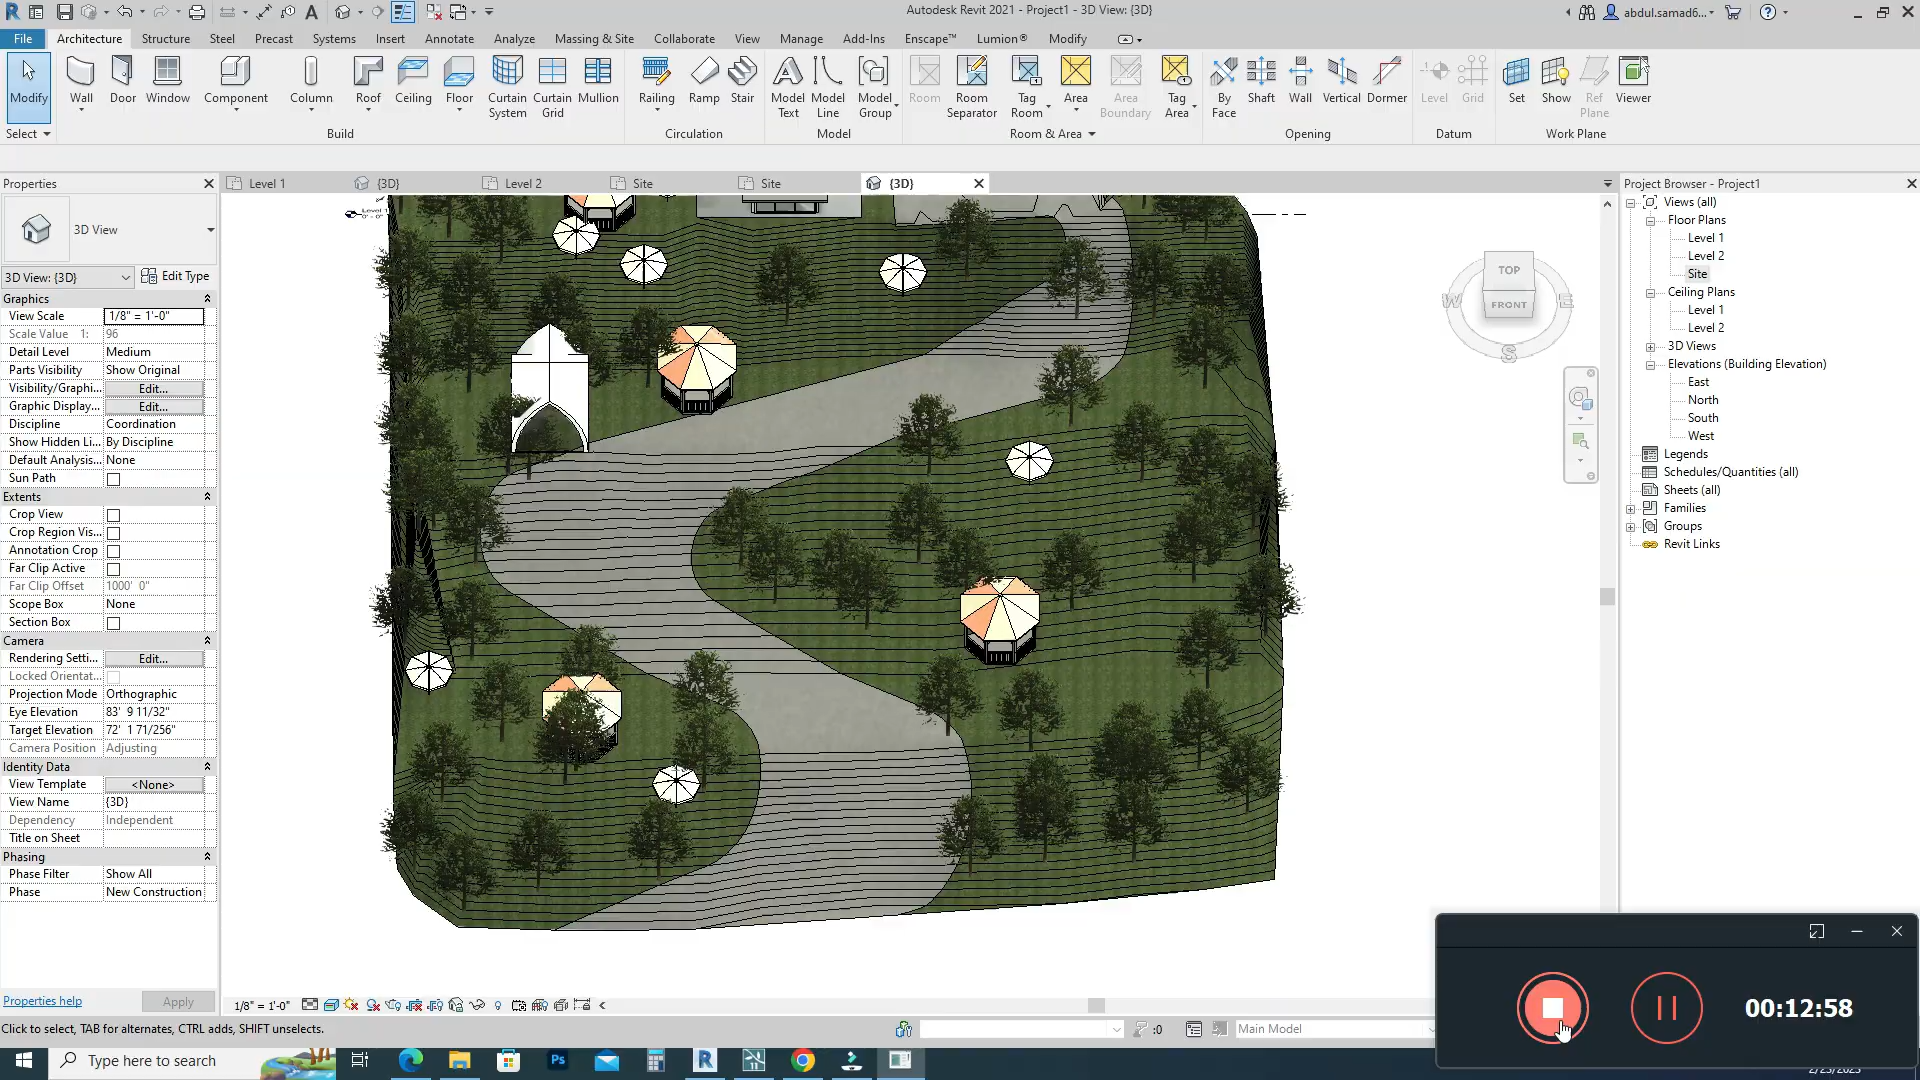 Autodesk Revit 2021 - Project1 - 3D View: {3D}
abdul.samad6...
File Architecture Structure Steel Precast Systems Insert Annotate Analyze Massing & Site Collaborate View Manage Add-Ins Enscape™ Lumion® Modify
Modify Wall Door Window Component Column Roof Ceiling Floor Curtain System Curtain Grid Mullion Railing Ramp Stair Model Text Model Line Model Group Room Room Separator Tag Room Area Area Boundary Tag Area By Face Shaft Wall Vertical Dormer Level Grid Set Show Ref Plane Viewer
Select Build Circulation Model Room & Area Opening Datum Work Plane
Properties
Level 1 {3D} Level 2 Site Site {3D}
Project Browser - Project1
3D View
3D View: {3D} Edit Type
Graphics
View Scale 1/8" = 1'-0"
Scale Value 1: 96
Detail Level Medium
Parts Visibility Show Original
Visibility/Graphi... Edit...
Graphic Display... Edit...
Discipline Coordination
Show Hidden Li... By Discipline
Default Analysis... None
Sun Path
Extents
Crop View
Crop Region Vis...
Annotation Crop
Far Clip Active
Far Clip Offset 1000' 0"
Scope Box None
Section Box
Camera
Rendering Setti... Edit...
Locked Orientat...
Projection Mode Orthographic
Eye Elevation 83' 9 11/32"
Target Elevation 72' 1 71/256"
Camera Position Adjusting
Identity Data
View Template <None>
View Name {3D}
Dependency Independent
Title on Sheet
Phasing
Phase Filter Show All
Phase New Construction
Properties help Apply
Level 1
0' - 0"
TOP
FRONT
W E
S
Views (all)
Floor Plans
Level 1
Level 2
Site
Ceiling Plans
Level 1
Level 2
3D Views
Elevations (Building Elevation)
East
North
South
West
Legends
Schedules/Quantities (all)
Sheets (all)
Families
Groups
Revit Links
1/8" = 1'-0"
Click to select, TAB for alternates, CTRL adds, SHIFT unselects.
:0
Main Model
00:12:58
Type here to search